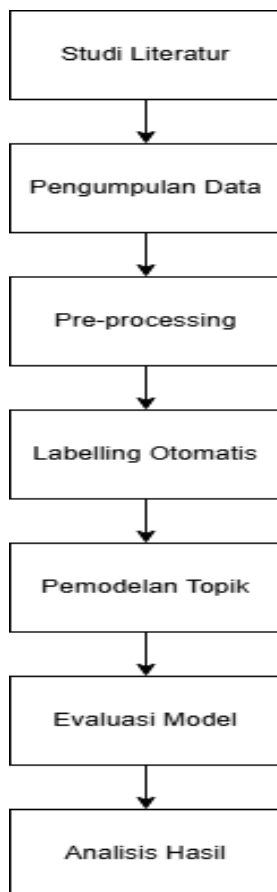 Studi Literatur
Pengumpulan Data
Pre-processing
Labelling Otomatis
Pemodelan Topik
Evaluasi Model
Analisis Hasil